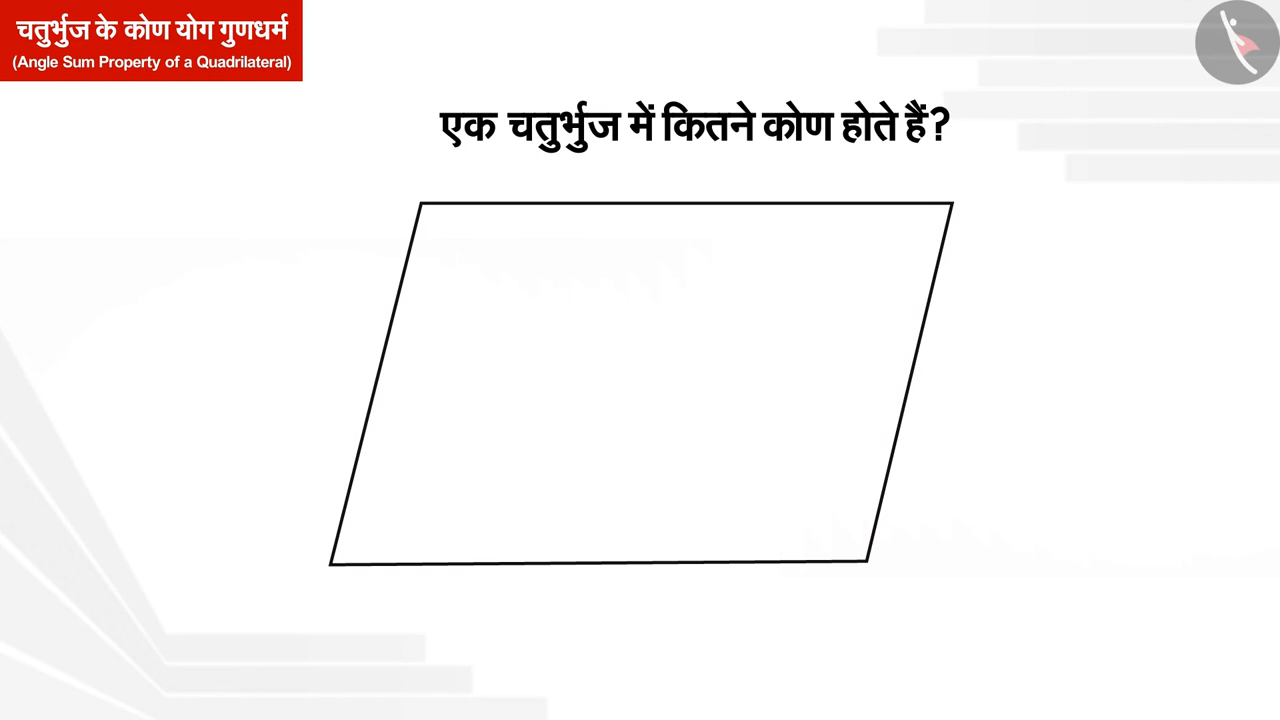 चतुर्भुज के कोण योग गुणधर्म
(Angle Sum Property of a Quadrilateral)
एक चतुर्भुज में कितने कोण होते हैं?